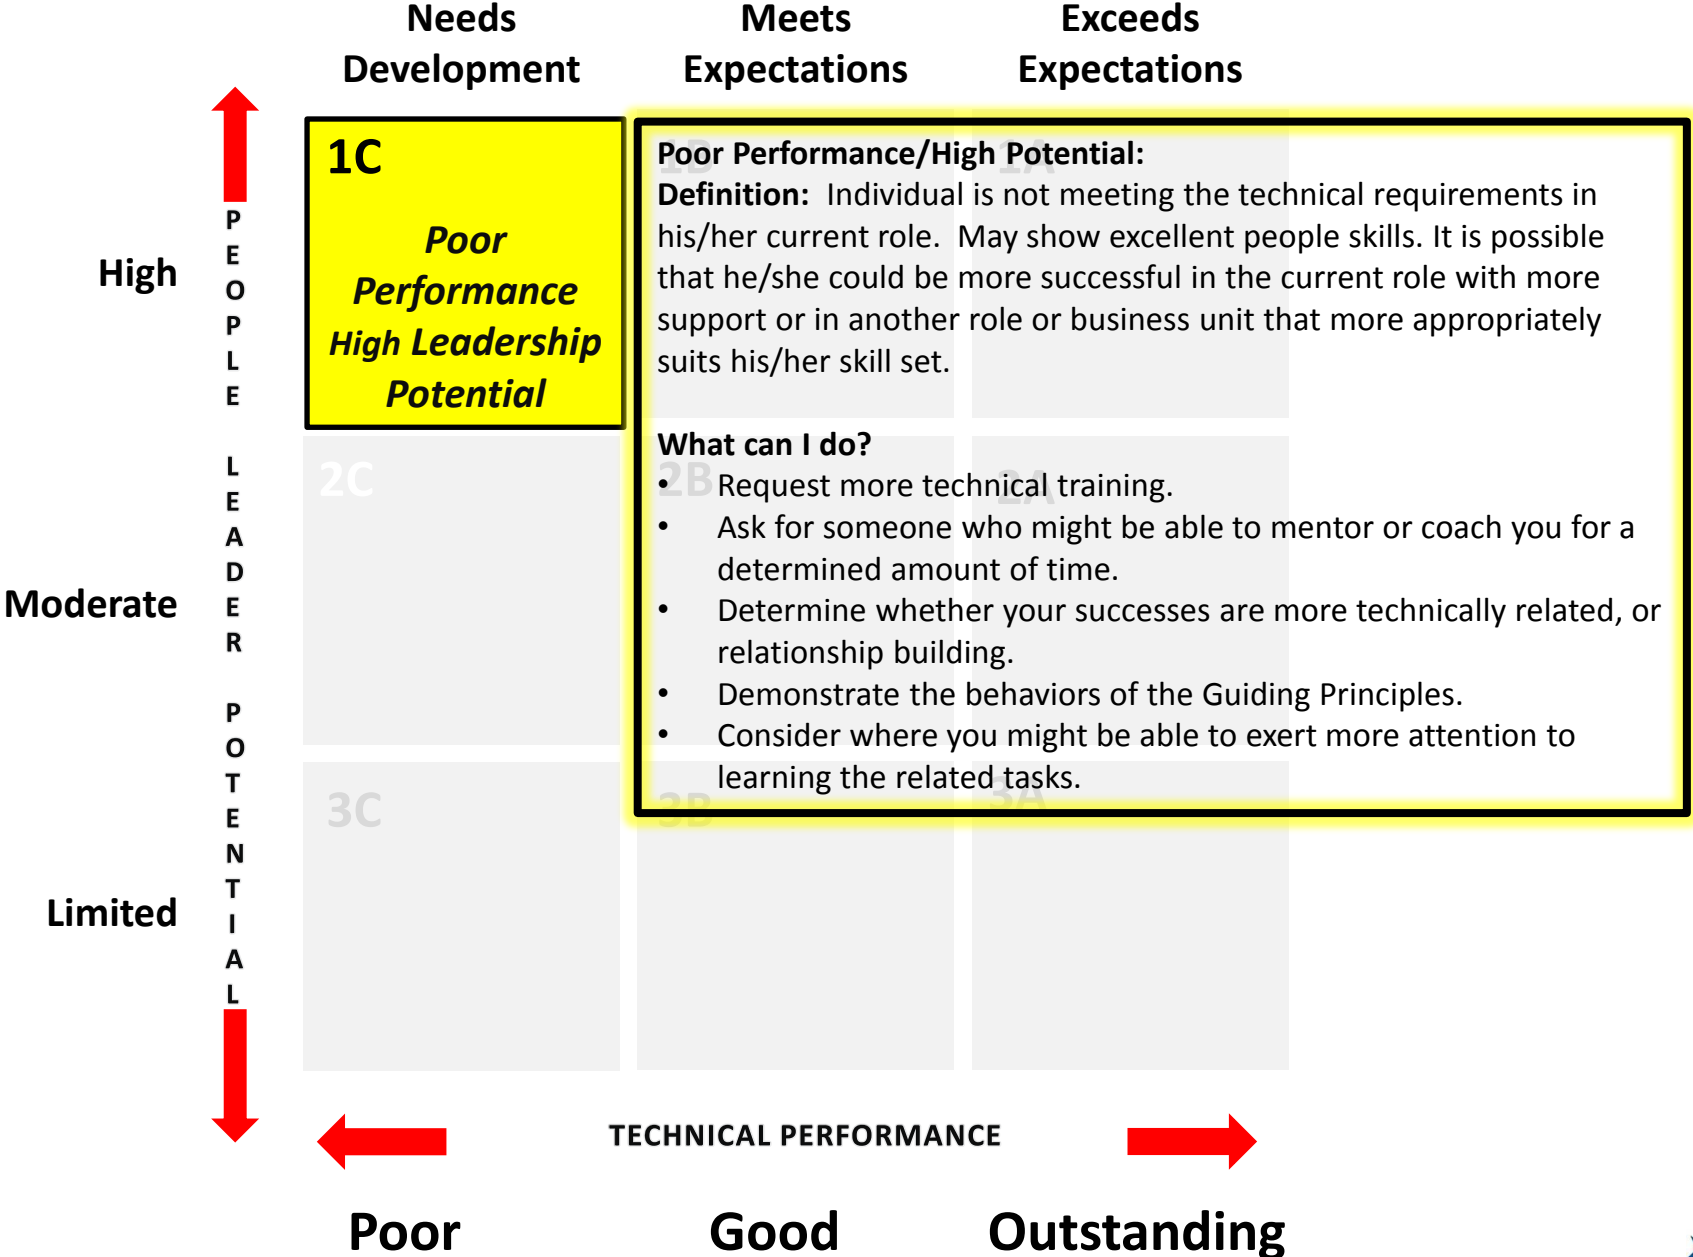 Needs
Development
Meets
Expectations
Exceeds
Expectations
High
Moderate
Limited
PEOPLE LEADER POTENTIAL
1C
Poor
Performance
High Leadership
Potential
1B
1A
2C
2B
2A
3C
3B
3A
Poor Performance/High Potential:
Definition: Individual is not meeting the technical requirements in
his/her current role. May show excellent people skills. It is possible
that he/she could be more successful in the current role with more
support or in another role or business unit that more appropriately
suits his/her skill set.
What can I do?
• Request more technical training.
• Ask for someone who might be able to mentor or coach you for a
determined amount of time.
• Determine whether your successes are more technically related, or
relationship building.
• Demonstrate the behaviors of the Guiding Principles.
• Consider where you might be able to exert more attention to
learning the related tasks.
TECHNICAL PERFORMANCE
Poor
Good
Outstanding